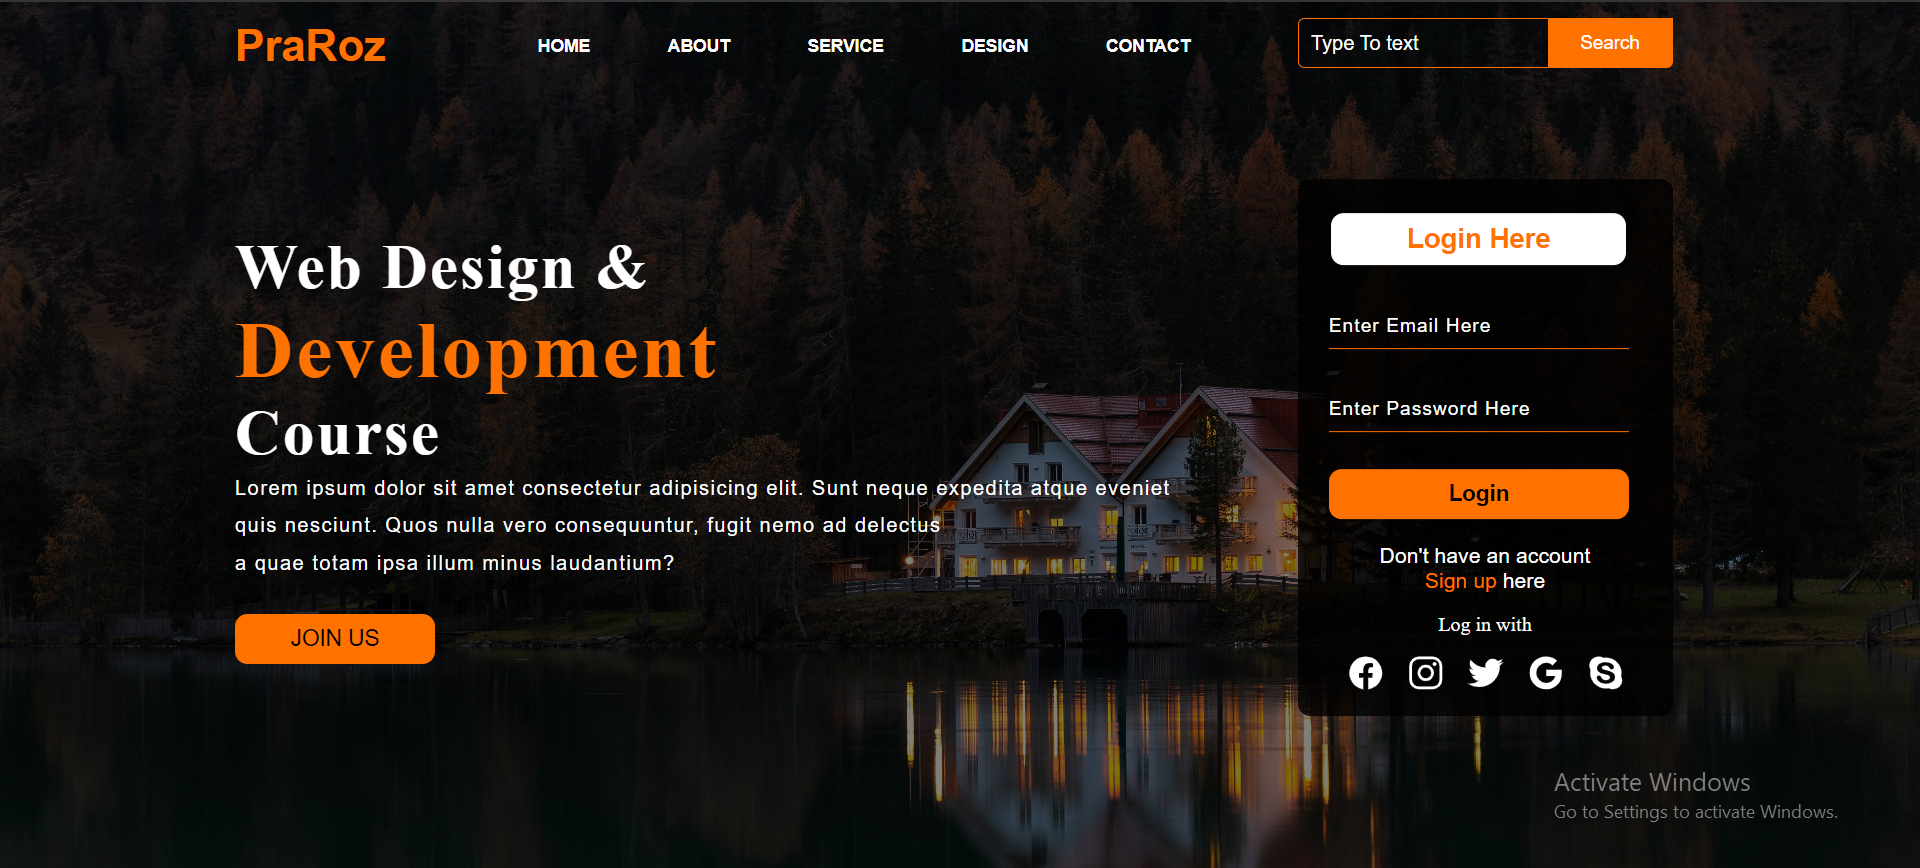 PraRoz
HOME
ABOUT
SERVICE
DESIGN
CONTACT
Type To text
Search
Web Design &
Development
Course
Lorem ipsum dolor sit amet consectetur adipisicing elit. Sunt neque expedita atque eveniet
quis nesciunt. Quos nulla vero consequuntur, fugit nemo ad delectus
a quae totam ipsa illum minus laudantium?
JOIN US
Login Here
Enter Email Here
Enter Password Here
Login
Don't have an account
Sign up here
Log in with
Activate Windows
Go to Settings to activate Windows.